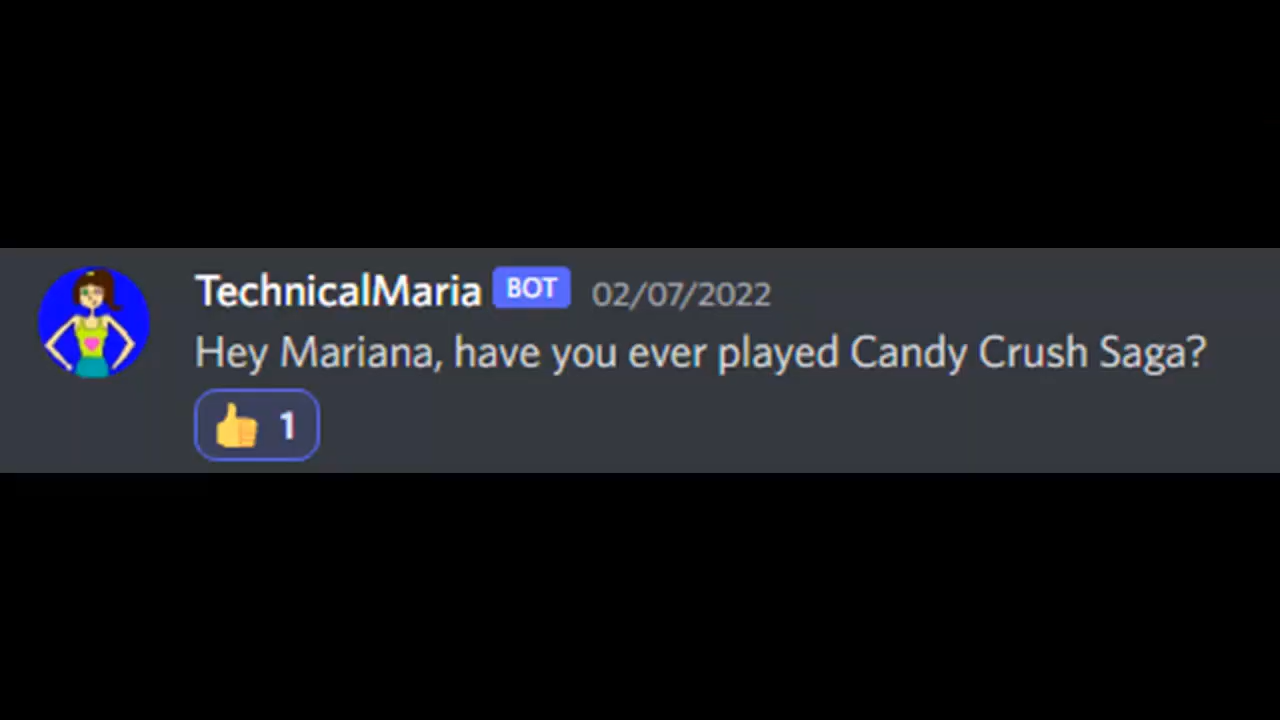 TechnicalMaria BOT 02/07/2022
Hey Mariana, have you ever played Candy Crush Saga?
👍 1